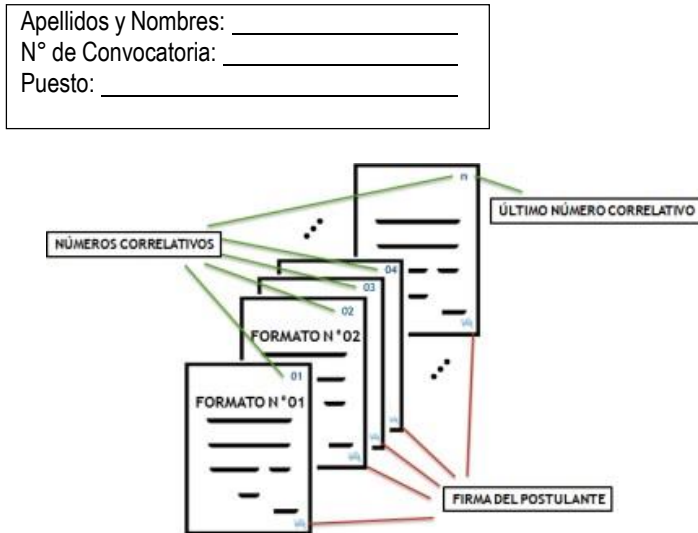 Apellidos y Nombres:
N° de Convocatoria:
Puesto:
n
ÚLTIMO NÚMERO CORRELATIVO
NÚMEROS CORRELATIVOS
04
03
02
FORMATO N°02
01
FORMATO N°01
FIRMA DEL POSTULANTE